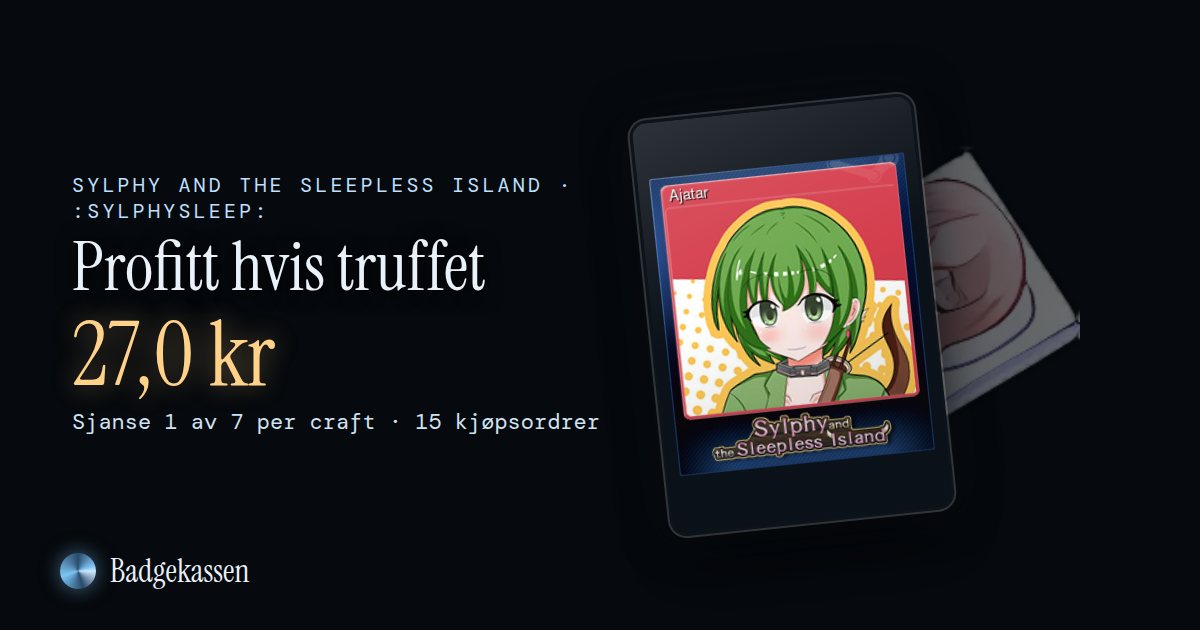 SYLPHY AND THE SLEEPLESS ISLAND ·
:SYLPHYSLEEP:
Profitt hvis truffet
27,0 kr
Sjanse 1 av 7 per craft · 15 kjøpsordrer
Badgekassen
Ajatar
Sylphy and
the Sleepless Island